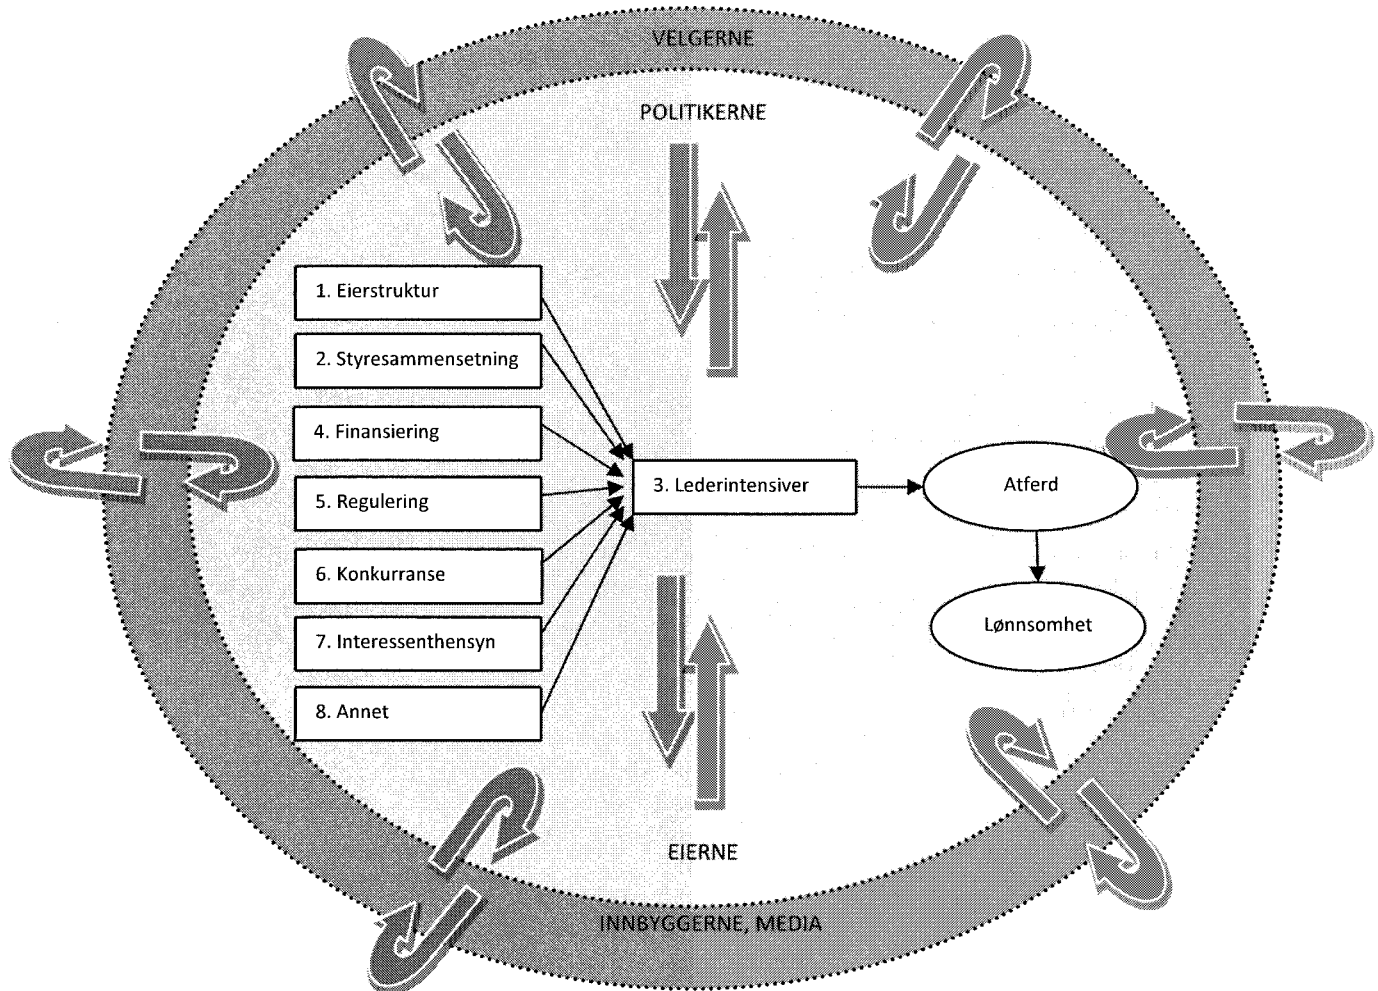 VELGERNE
POLITIKERNE
1. Eierstruktur
2. Styresammensetning
4. Finansiering
5. Regulering
6. Konkurranse
7. Interessenthensyn
8. Annet
3. Lederintensiver
Atferd
Lønnsomhet
EIERNE
INNBYGGERNE, MEDIA